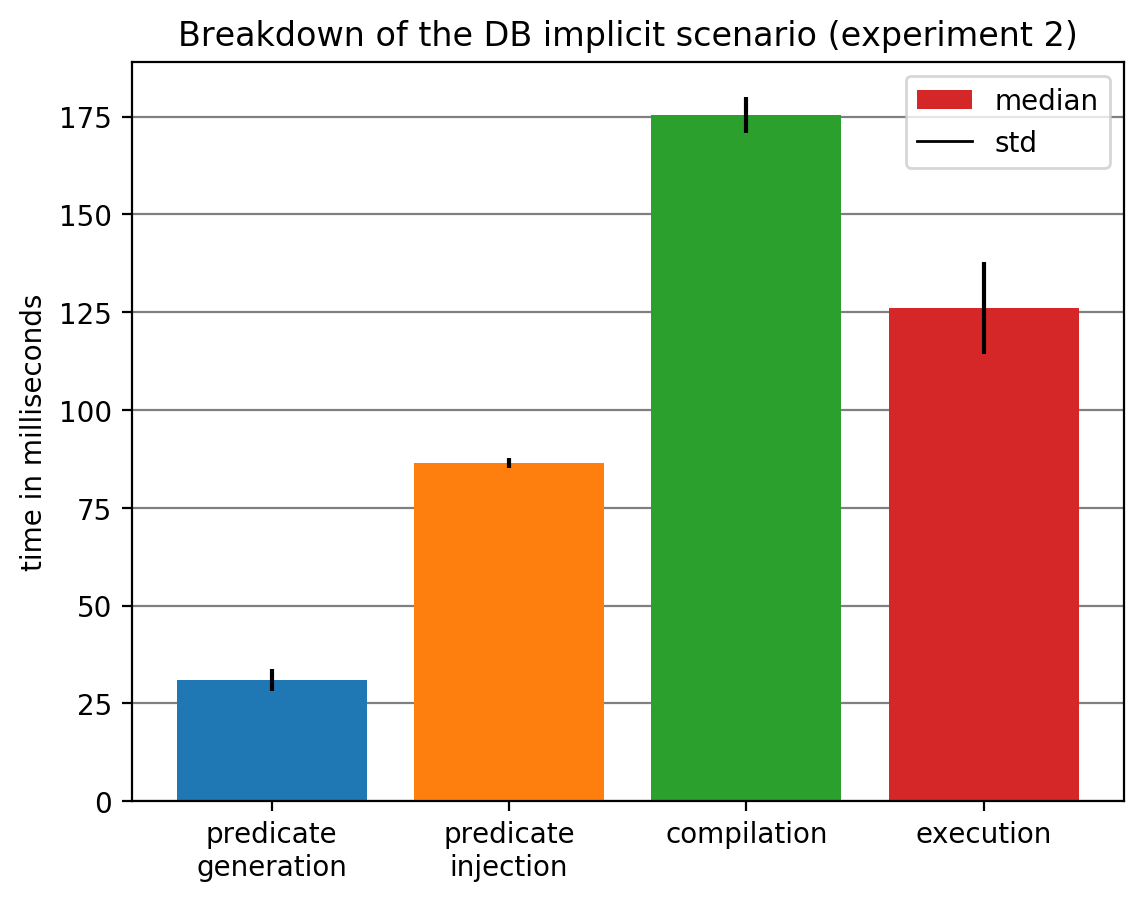 Breakdown of the DB implicit scenario (experiment 2)
median
std
time in milliseconds
175
150
125
100
75
50
25
0
predicate
generation
predicate
injection
compilation
execution